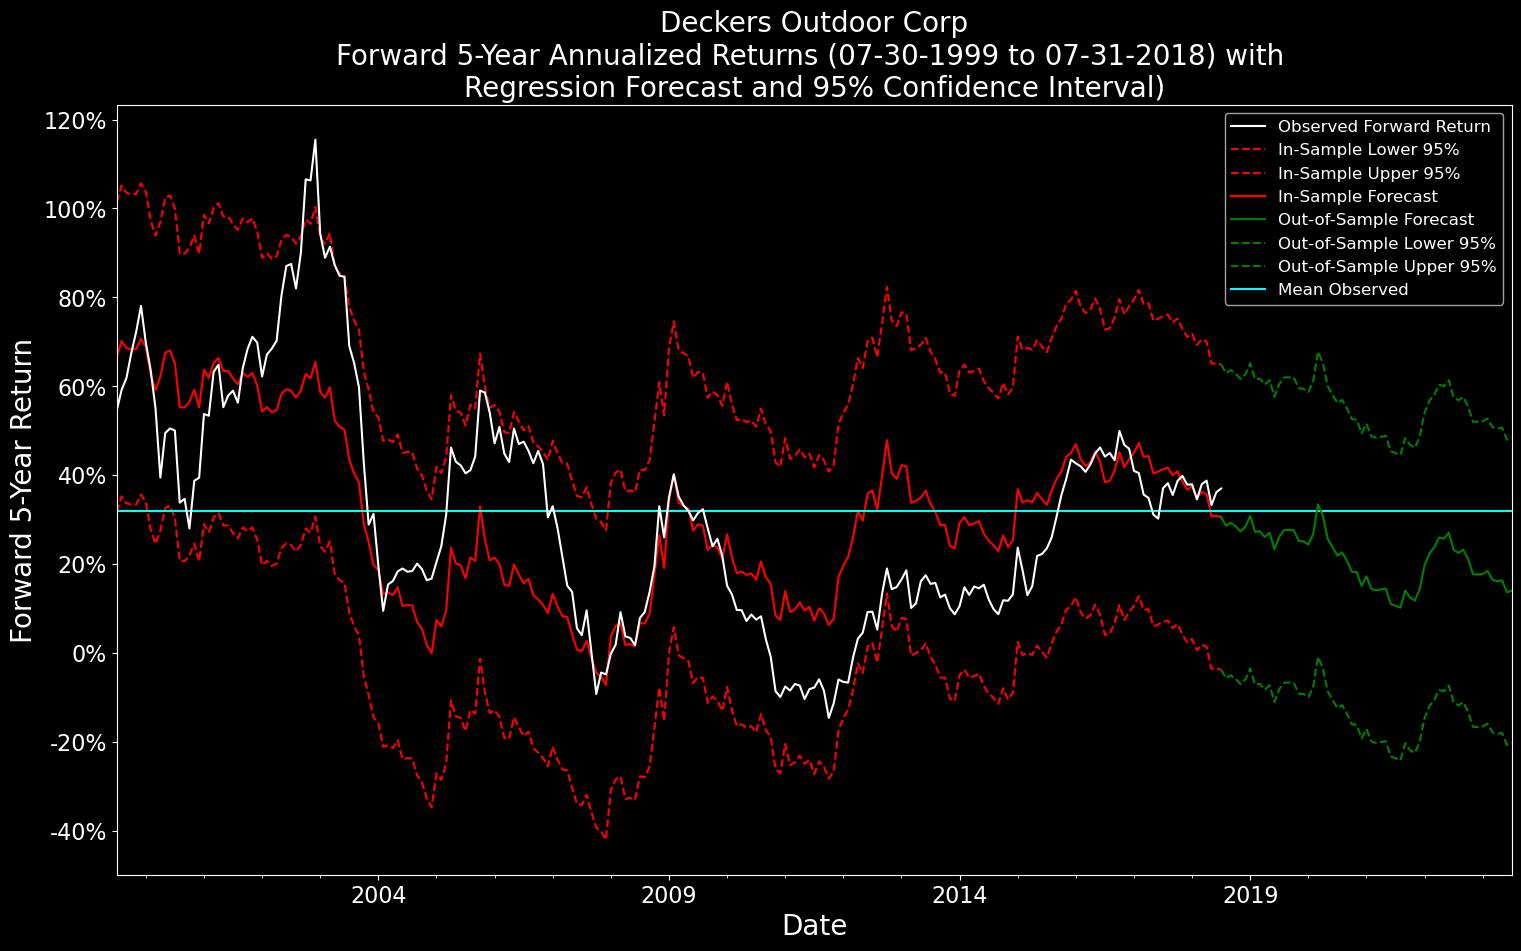 Deckers Outdoor Corp
Forward 5-Year Annualized Returns (07-30-1999 to 07-31-2018) with
Regression Forecast and 95% Confidence Interval)
Forward 5-Year Return
120%
100%
80%
60%
40%
20%
0%
-20%
-40%
Observed Forward Return
In-Sample Lower 95%
In-Sample Upper 95%
In-Sample Forecast
Out-of-Sample Forecast
Out-of-Sample Lower 95%
Out-of-Sample Upper 95%
Mean Observed
2004 2009 2014 2019
Date